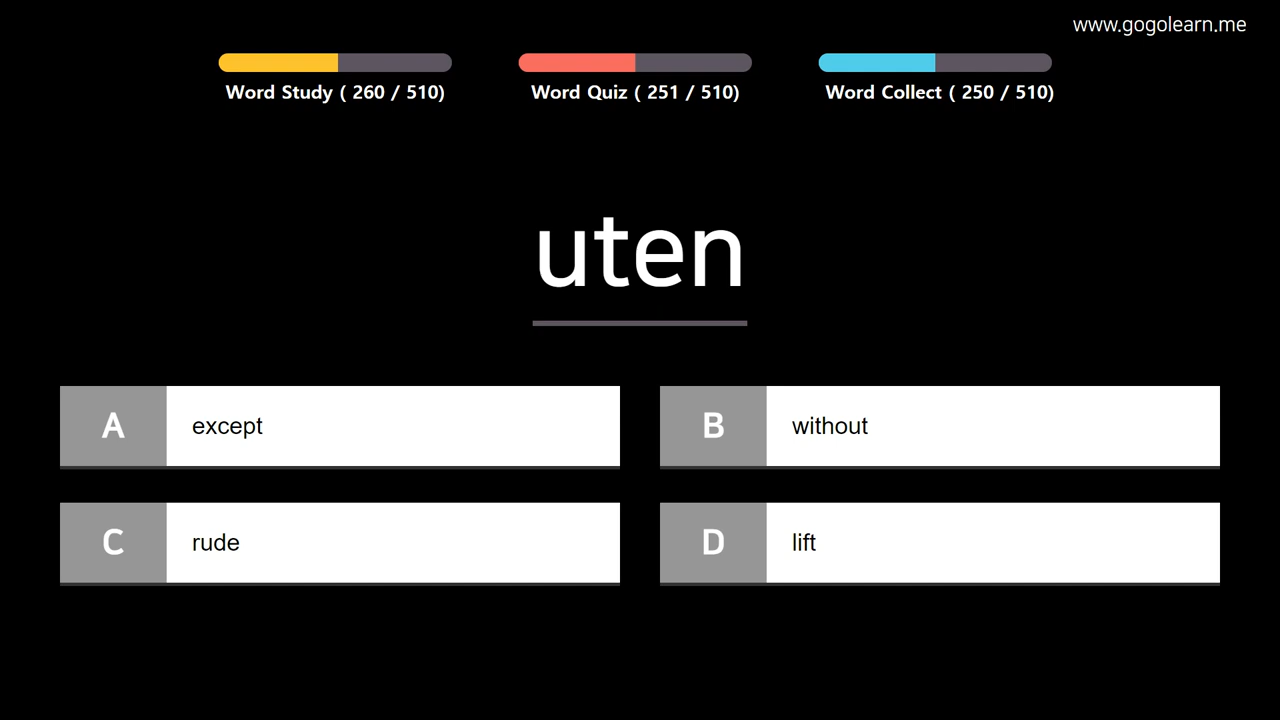 www.gogolearn.me
Word Study ( 260 / 510)
Word Quiz ( 251 / 510)
Word Collect ( 250 / 510)
uten
A except
B without
C rude
D lift